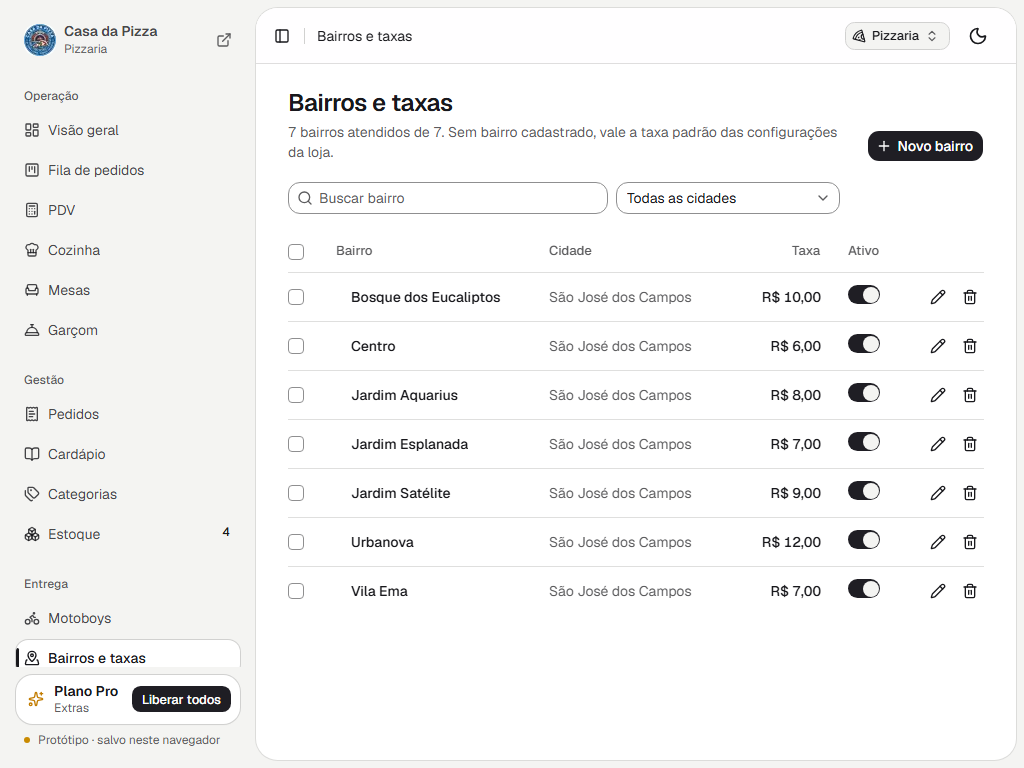 Casa da Pizza
Pizzaria
Operação
Visão geral
Fila de pedidos
PDV
Cozinha
Mesas
Garçom
Gestão
Pedidos
Cardápio
Categorias
Estoque 4
Entrega
Motoboys
Bairros e taxas
Plano Pro
Extras
Liberar todos
Protótipo · salvo neste navegador
Bairros e taxas
Pizzaria
Bairros e taxas
7 bairros atendidos de 7. Sem bairro cadastrado, vale a taxa padrão das configurações
da loja.
Novo bairro
Buscar bairro
Todas as cidades
Bairro Cidade Taxa Ativo
Bosque dos Eucaliptos São José dos Campos R$ 10,00
Centro São José dos Campos R$ 6,00
Jardim Aquarius São José dos Campos R$ 8,00
Jardim Esplanada São José dos Campos R$ 7,00
Jardim Satélite São José dos Campos R$ 9,00
Urbanova São José dos Campos R$ 12,00
Vila Ema São José dos Campos R$ 7,00